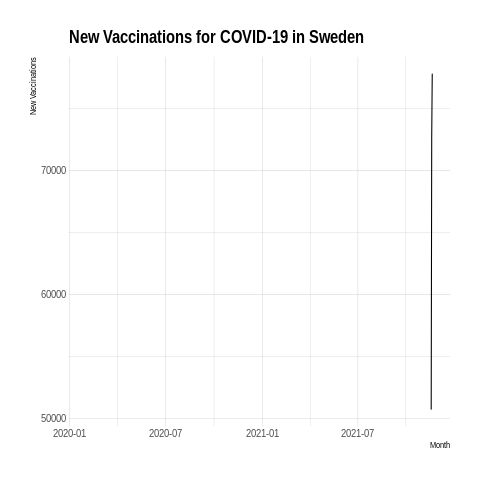 New Vaccinations for COVID-19 in Sweden
New Vaccinations
70000
60000
50000
2020-01 2020-07 2021-01 2021-07
Month